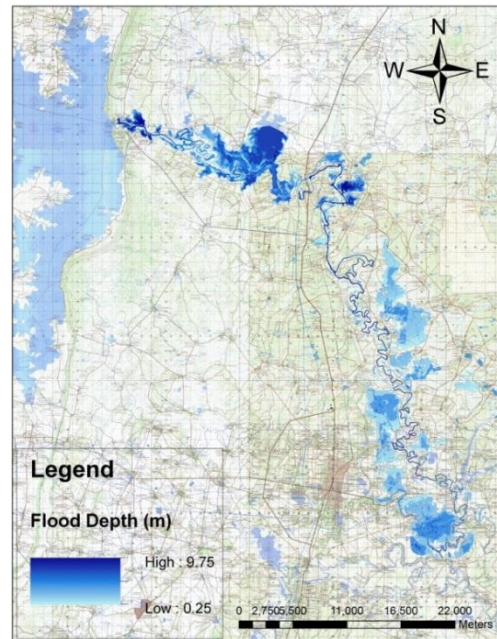 N
W E
S
Legend
Flood Depth (m)
High : 9.75
Low : 0.25
0 2,750 5,500 11,000 16,500 22,000
Meters